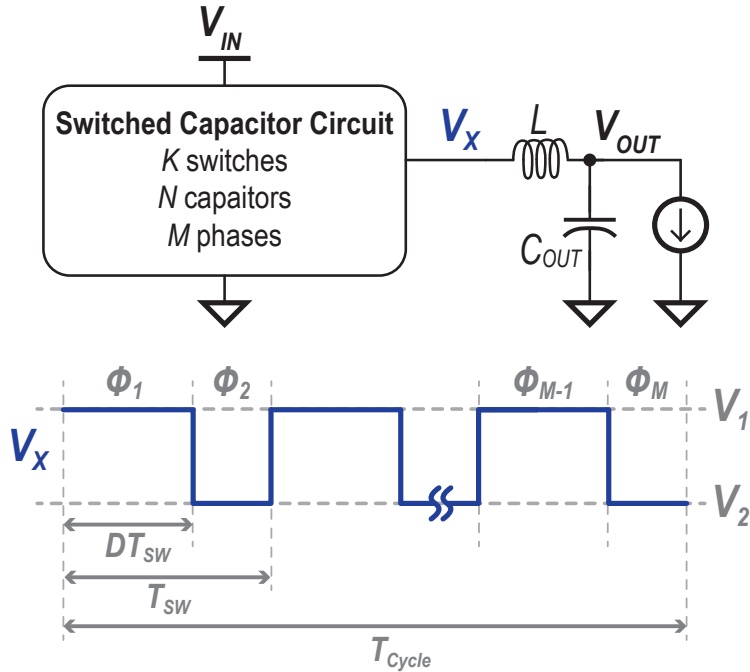 V_IN
Switched Capacitor Circuit
K switches
N capaitors
M phases
V_X
L
V_OUT
C_OUT
Φ_1 Φ_2 Φ_M-1 Φ_M
V_1
V_X
V_2
DT_SW
T_SW
T_Cycle